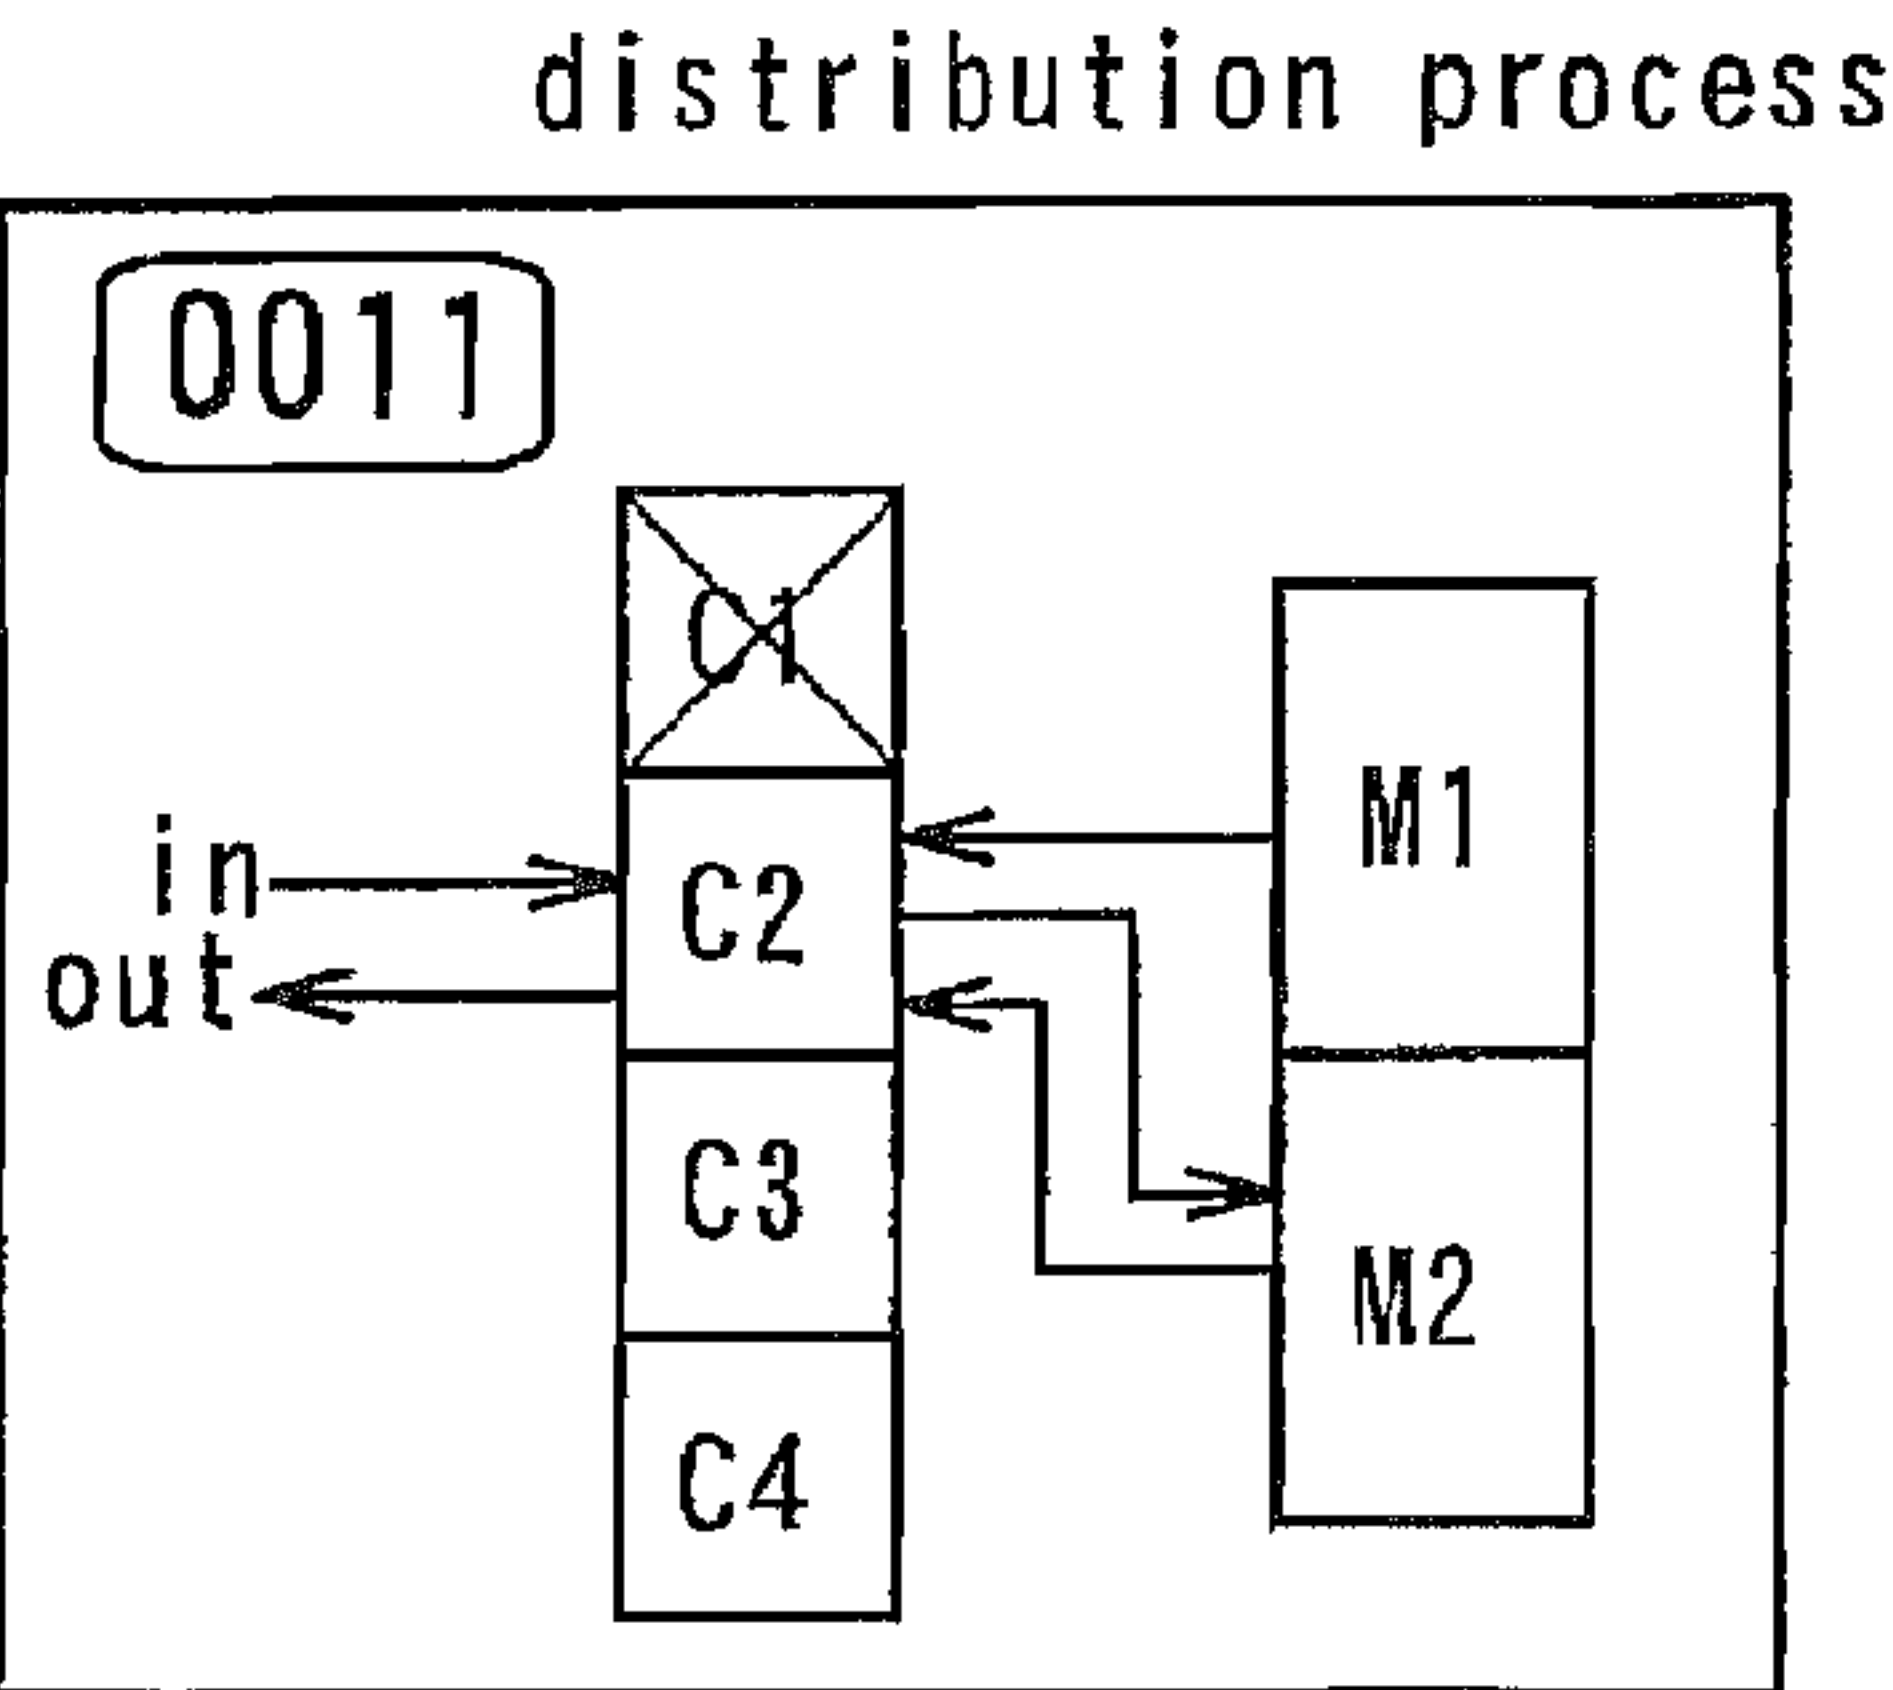 distribution process
0011
C1
M1
in
C2
out
C3
M2
C4